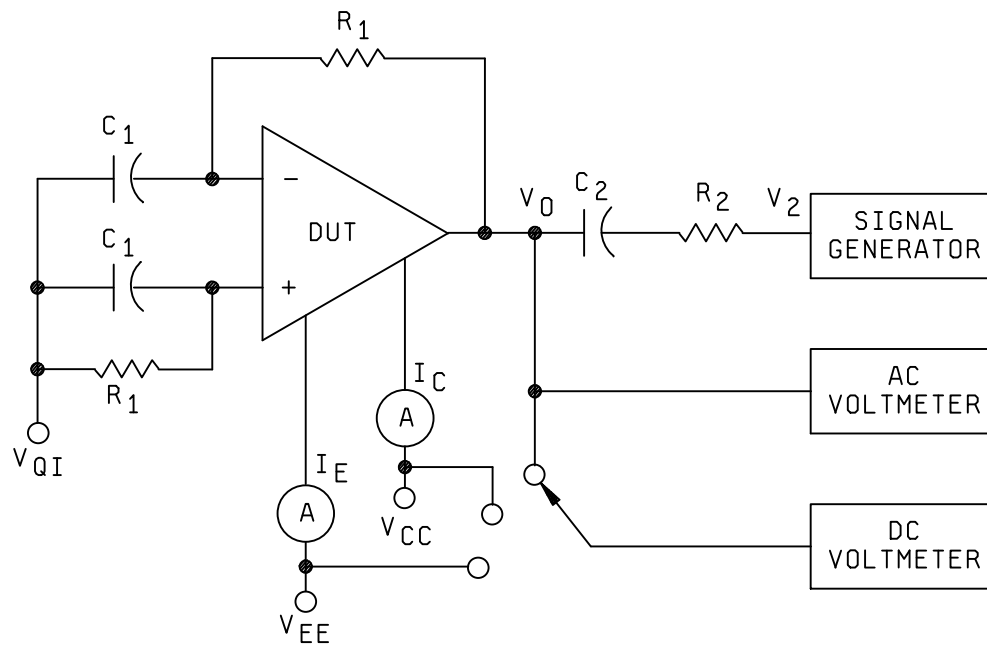 R1
C1
−
DUT
VO
C2
R2
V2
SIGNAL
GENERATOR
C1
+
R1
VQI
IC
A
AC
VOLTMETER
IE
A
VCC
DC
VOLTMETER
VEE